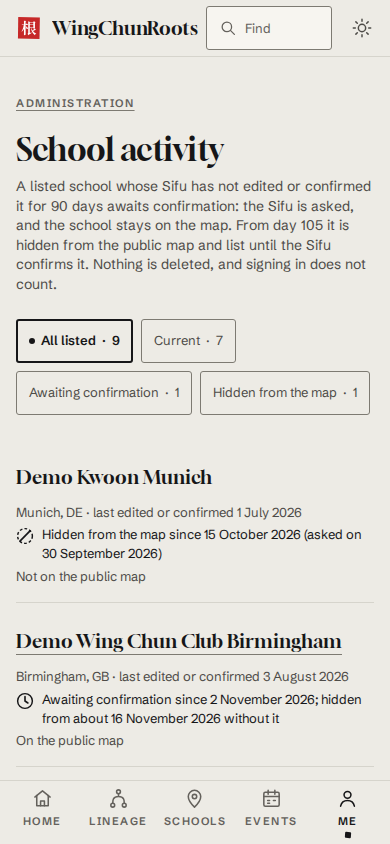 根 WingChunRoots Find
ADMINISTRATION
School activity
A listed school whose Sifu has not edited or confirmed
it for 90 days awaits confirmation: the Sifu is asked,
and the school stays on the map. From day 105 it is
hidden from the public map and list until the Sifu
confirms it. Nothing is deleted, and signing in does not
count.
All listed · 9 Current · 7
Awaiting confirmation · 1 Hidden from the map · 1
Demo Kwoon Munich
Munich, DE · last edited or confirmed 1 July 2026
Hidden from the map since 15 October 2026 (asked on
30 September 2026)
Not on the public map
Demo Wing Chun Club Birmingham
Birmingham, GB · last edited or confirmed 3 August 2026
Awaiting confirmation since 2 November 2026; hidden
from about 16 November 2026 without it
On the public map
HOME LINEAGE SCHOOLS EVENTS ME